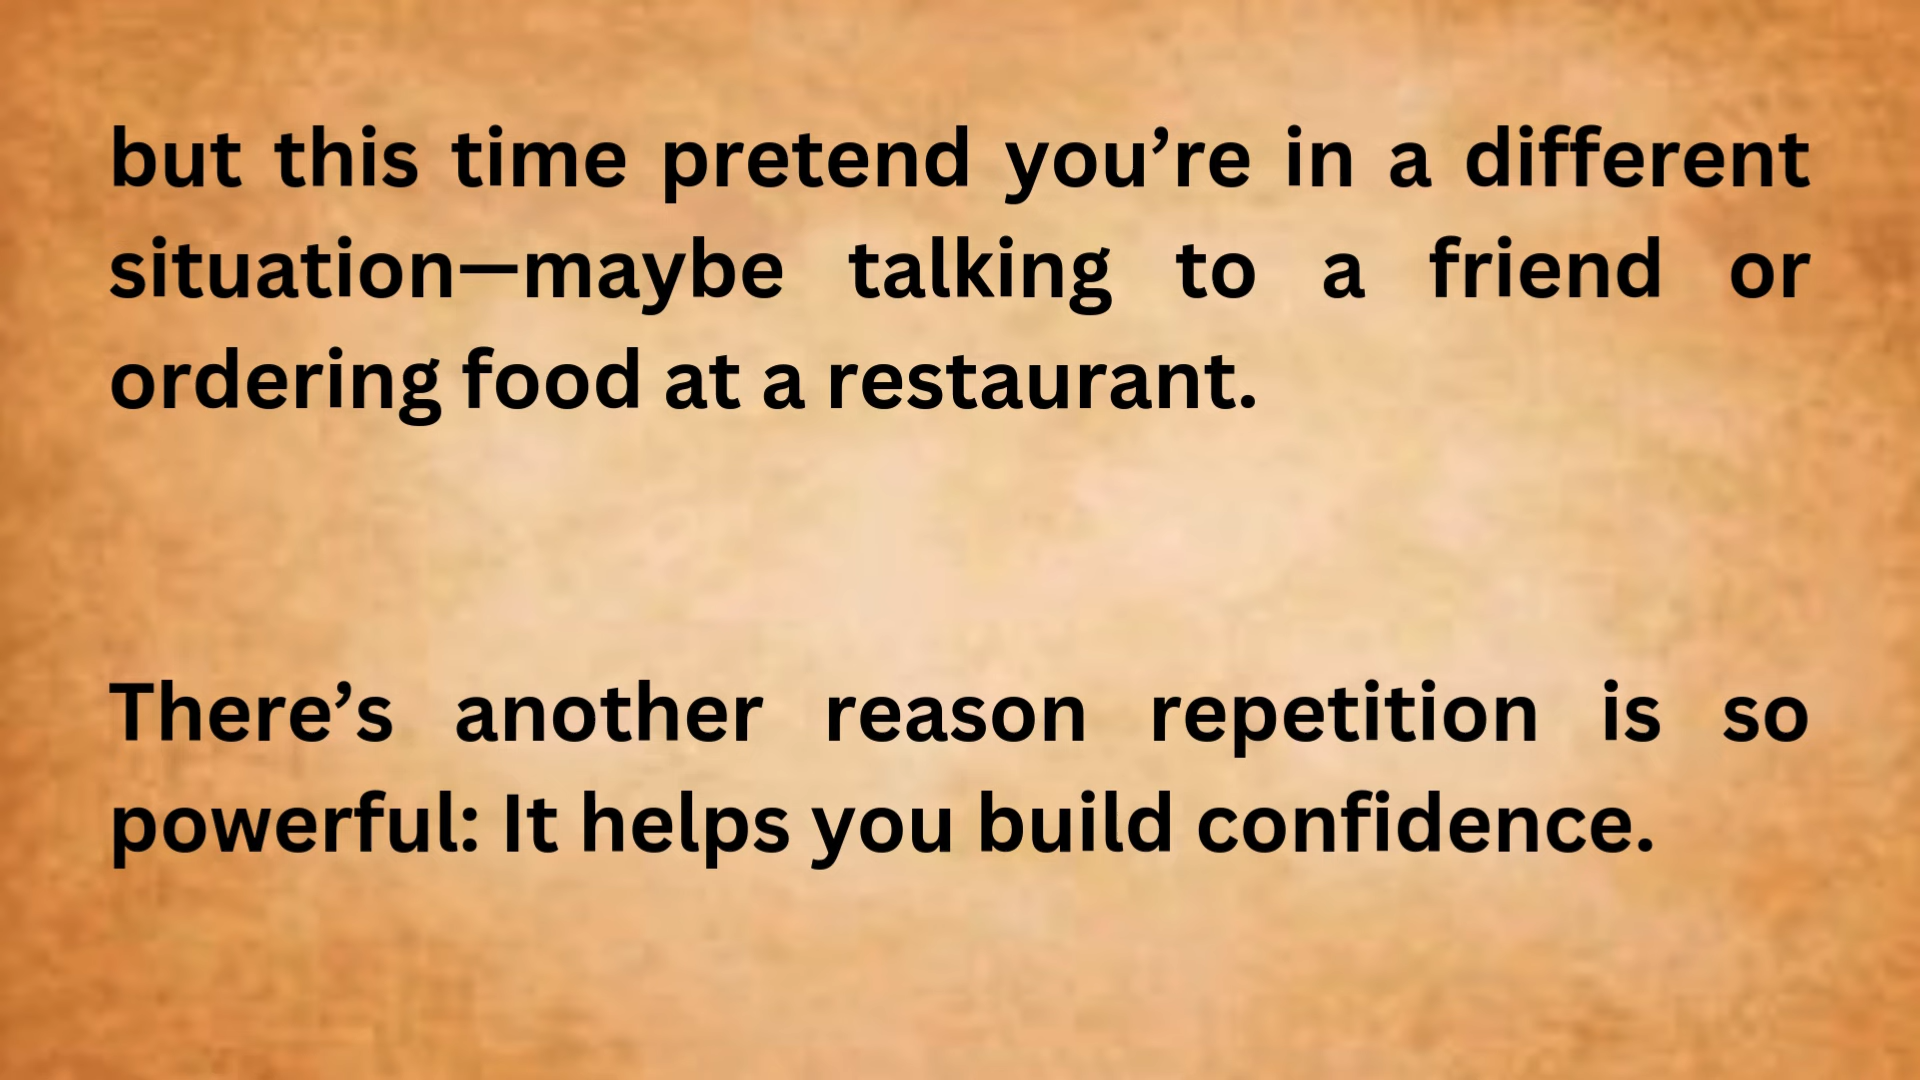 but this time pretend you’re in a different
situation—maybe talking to a friend or
ordering food at a restaurant.
There’s another reason repetition is so
powerful: It helps you build confidence.